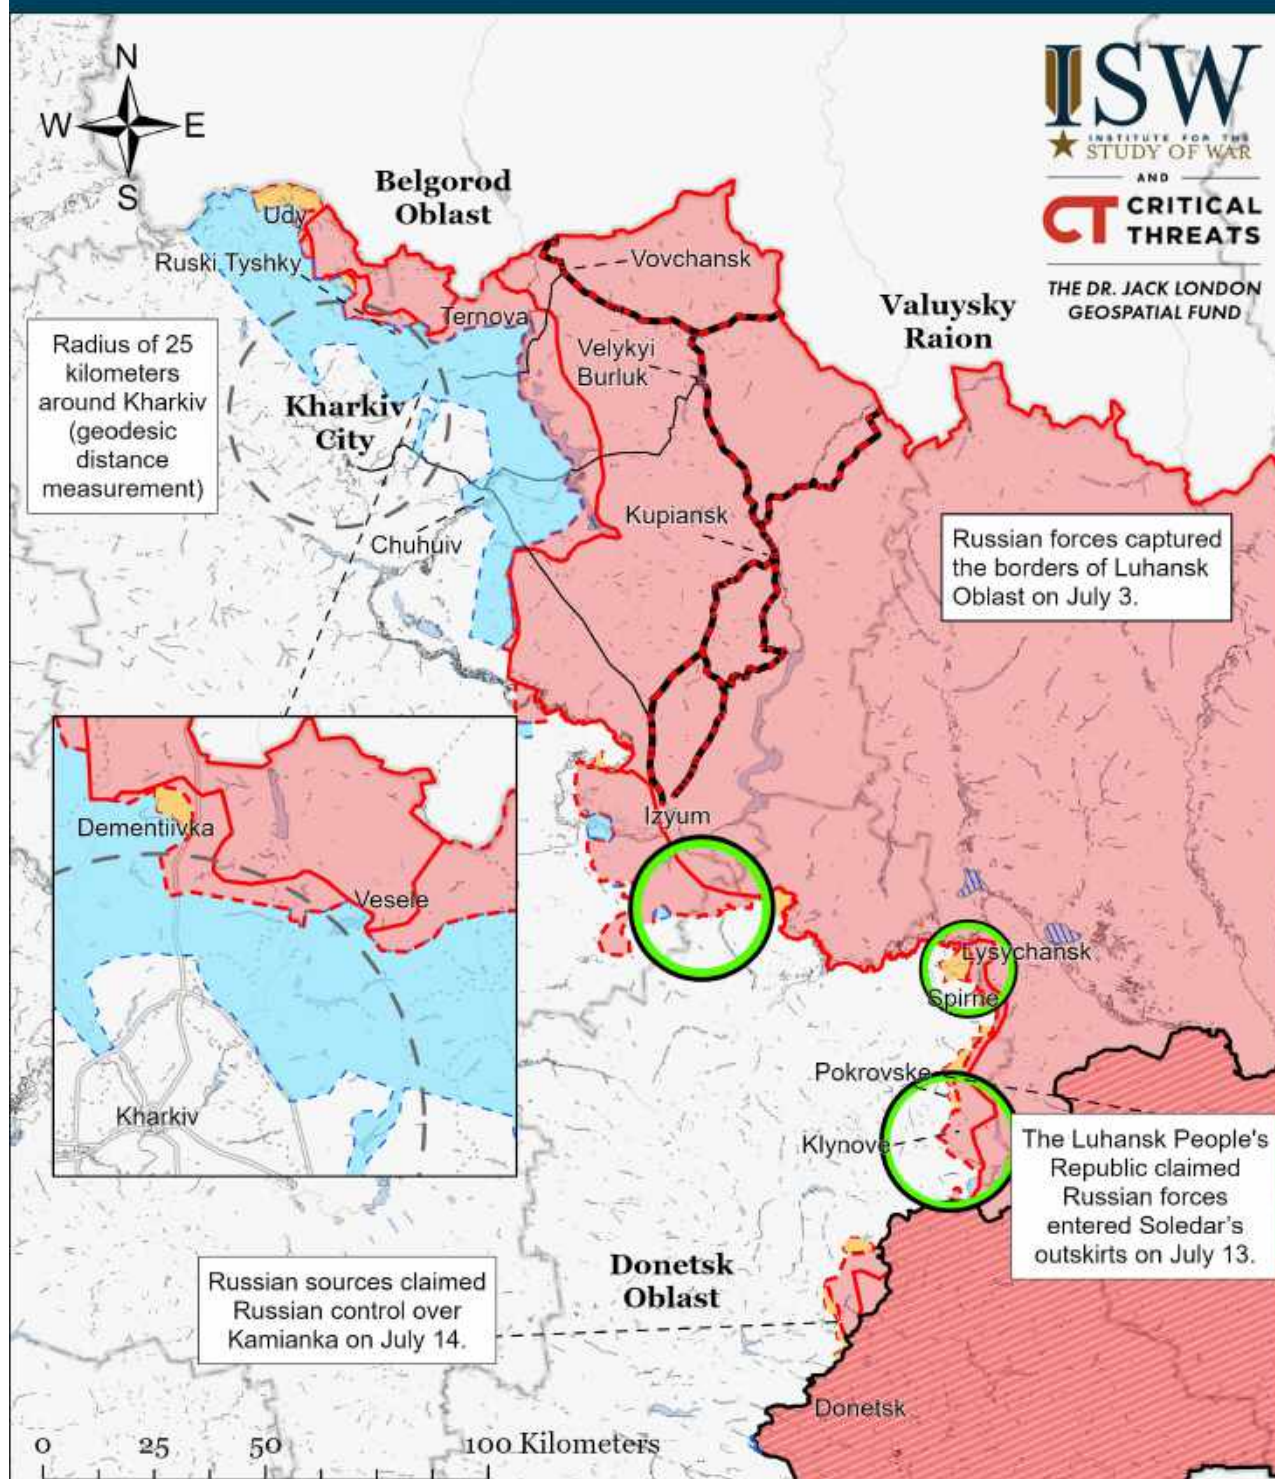 N
W
E
S
ISW
INSTITUTE FOR THE
STUDY OF WAR
AND
CT CRITICAL
THREATS
THE DR. JACK LONDON
GEOSPATIAL FUND
Belgorod
Oblast
Udy
Ruski Tyshky
Vovchansk
Ternova
Valuysky
Raion
Velykyi
Burluk
Radius of 25
kilometers
around Kharkiv
(geodesic
distance
measurement)
Kharkiv
City
Kupiansk
Chuhuiv
Russian forces captured
the borders of Luhansk
Oblast on July 3.
Dementiivka
Vesele
Kharkiv
Izyum
Lysychansk
Spirne
Pokrovske
Klynove
The Luhansk People's
Republic claimed
Russian forces
entered Soledar's
outskirts on July 13.
Donetsk
Oblast
Russian sources claimed
Russian control over
Kamianka on July 14.
Donetsk
0 25 50 100 Kilometers